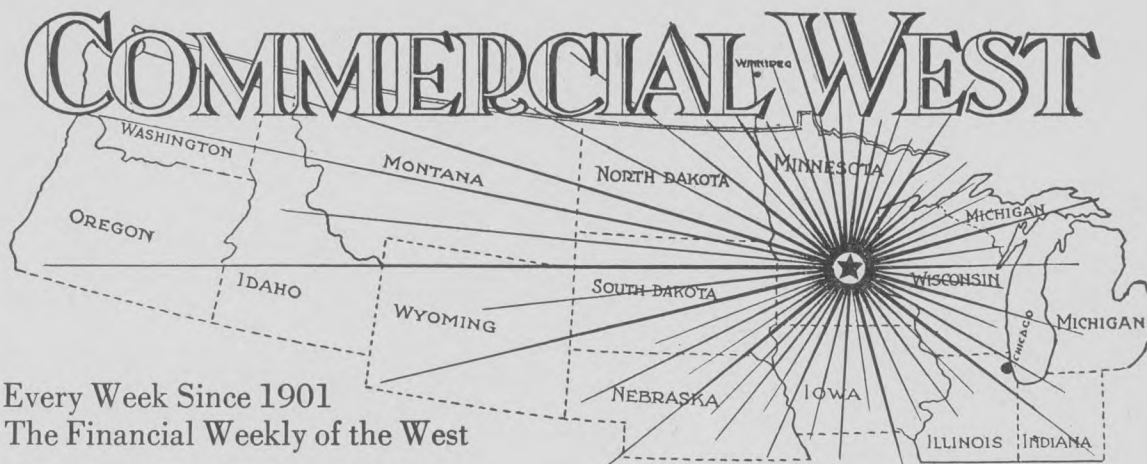 COMMERCIAL WEST
WINNIPEG
WASHINGTON
MONTANA
NORTH DAKOTA
MINNESOTA
MICHIGAN
OREGON
IDAHO
WYOMING
SOUTH DAKOTA
WISCONSIN
CHICAGO
MICHIGAN
NEBRASKA
IOWA
ILLINOIS
INDIANA
Every Week Since 1901
The Financial Weekly of the West